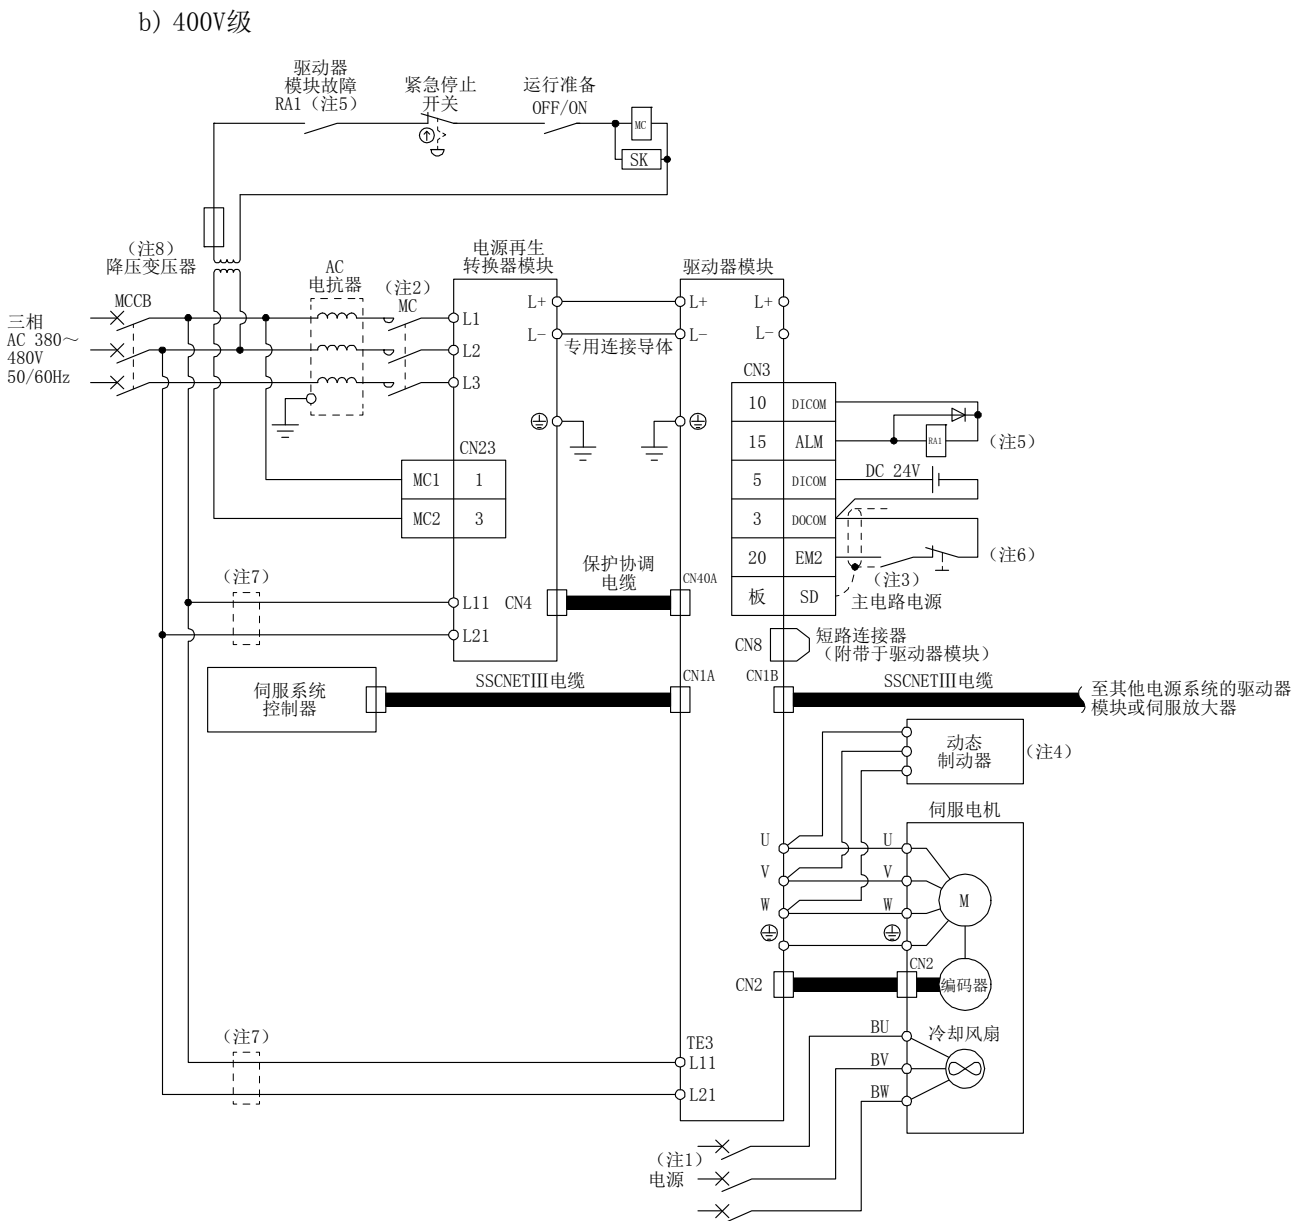 b) 400V级
驱动器
模块故障
RA1（注5）
紧急停止
开关
运行准备
OFF/ON
MC
SK
（注8）
降压变压器
AC
电抗器
（注2）
MC
电源再生
转换器模块
驱动器模块
MCCB
三相
AC 380～
480V
50/60Hz
L1
L2
L3
L+
L-
L+
L-
专用连接导体
L+
L-
CN3
10 DICOM
15 ALM
5 DICOM
3 DOCOM
20 EM2
板 SD
RA1
（注5）
DC 24V
（注6）
（注3）
主电路电源
CN23
MC1 1
MC2 3
（注7）
L11
L21
CN4
保护协调
电缆
CN40A
CN8
短路连接器
（附带于驱动器模块）
伺服系统
控制器
SSCNETⅢ电缆
CN1A
CN1B
SSCNETⅢ电缆
至其他电源系统的驱动器
模块或伺服放大器
动态
制动器
（注4）
伺服电机
U
V
W
U
V
W
M
CN2
CN2
编码器
（注7）
TE3
L11
L21
BU
BV
BW
冷却风扇
（注1）
电源